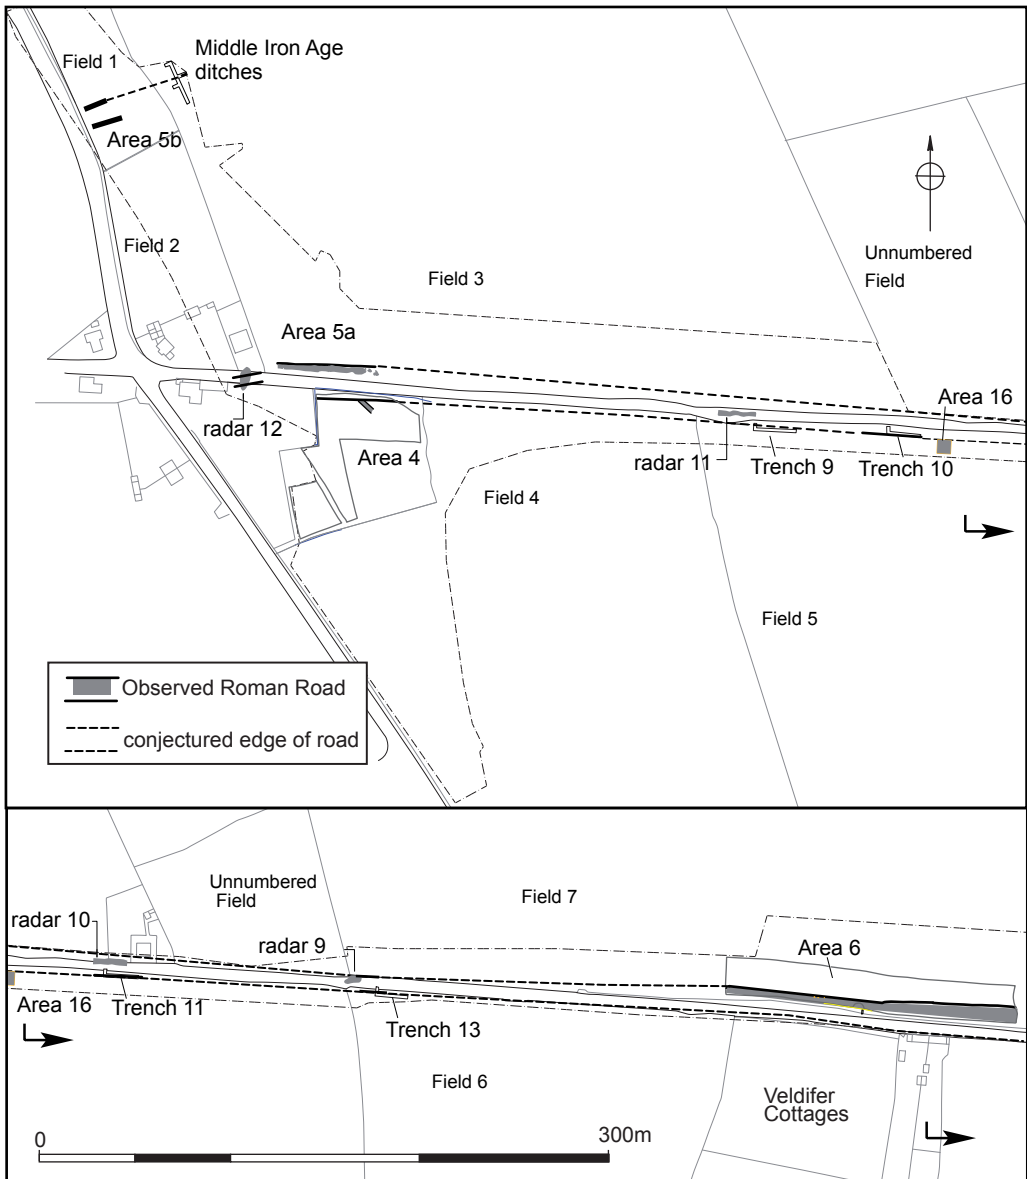 Field 1
Middle Iron Age
ditches
Area 5b
Field 2
Unnumbered
Field
Field 3
Area 5a
Area 16
radar 12
Area 4
radar 11
Trench 9
Trench 10
Field 4
Field 5
Observed Roman Road
conjectured edge of road
Unnumbered
Field
Field 7
radar 10
radar 9
Area 6
Area 16
Trench 11
Trench 13
Field 6
Veldifer
Cottages
0
300m